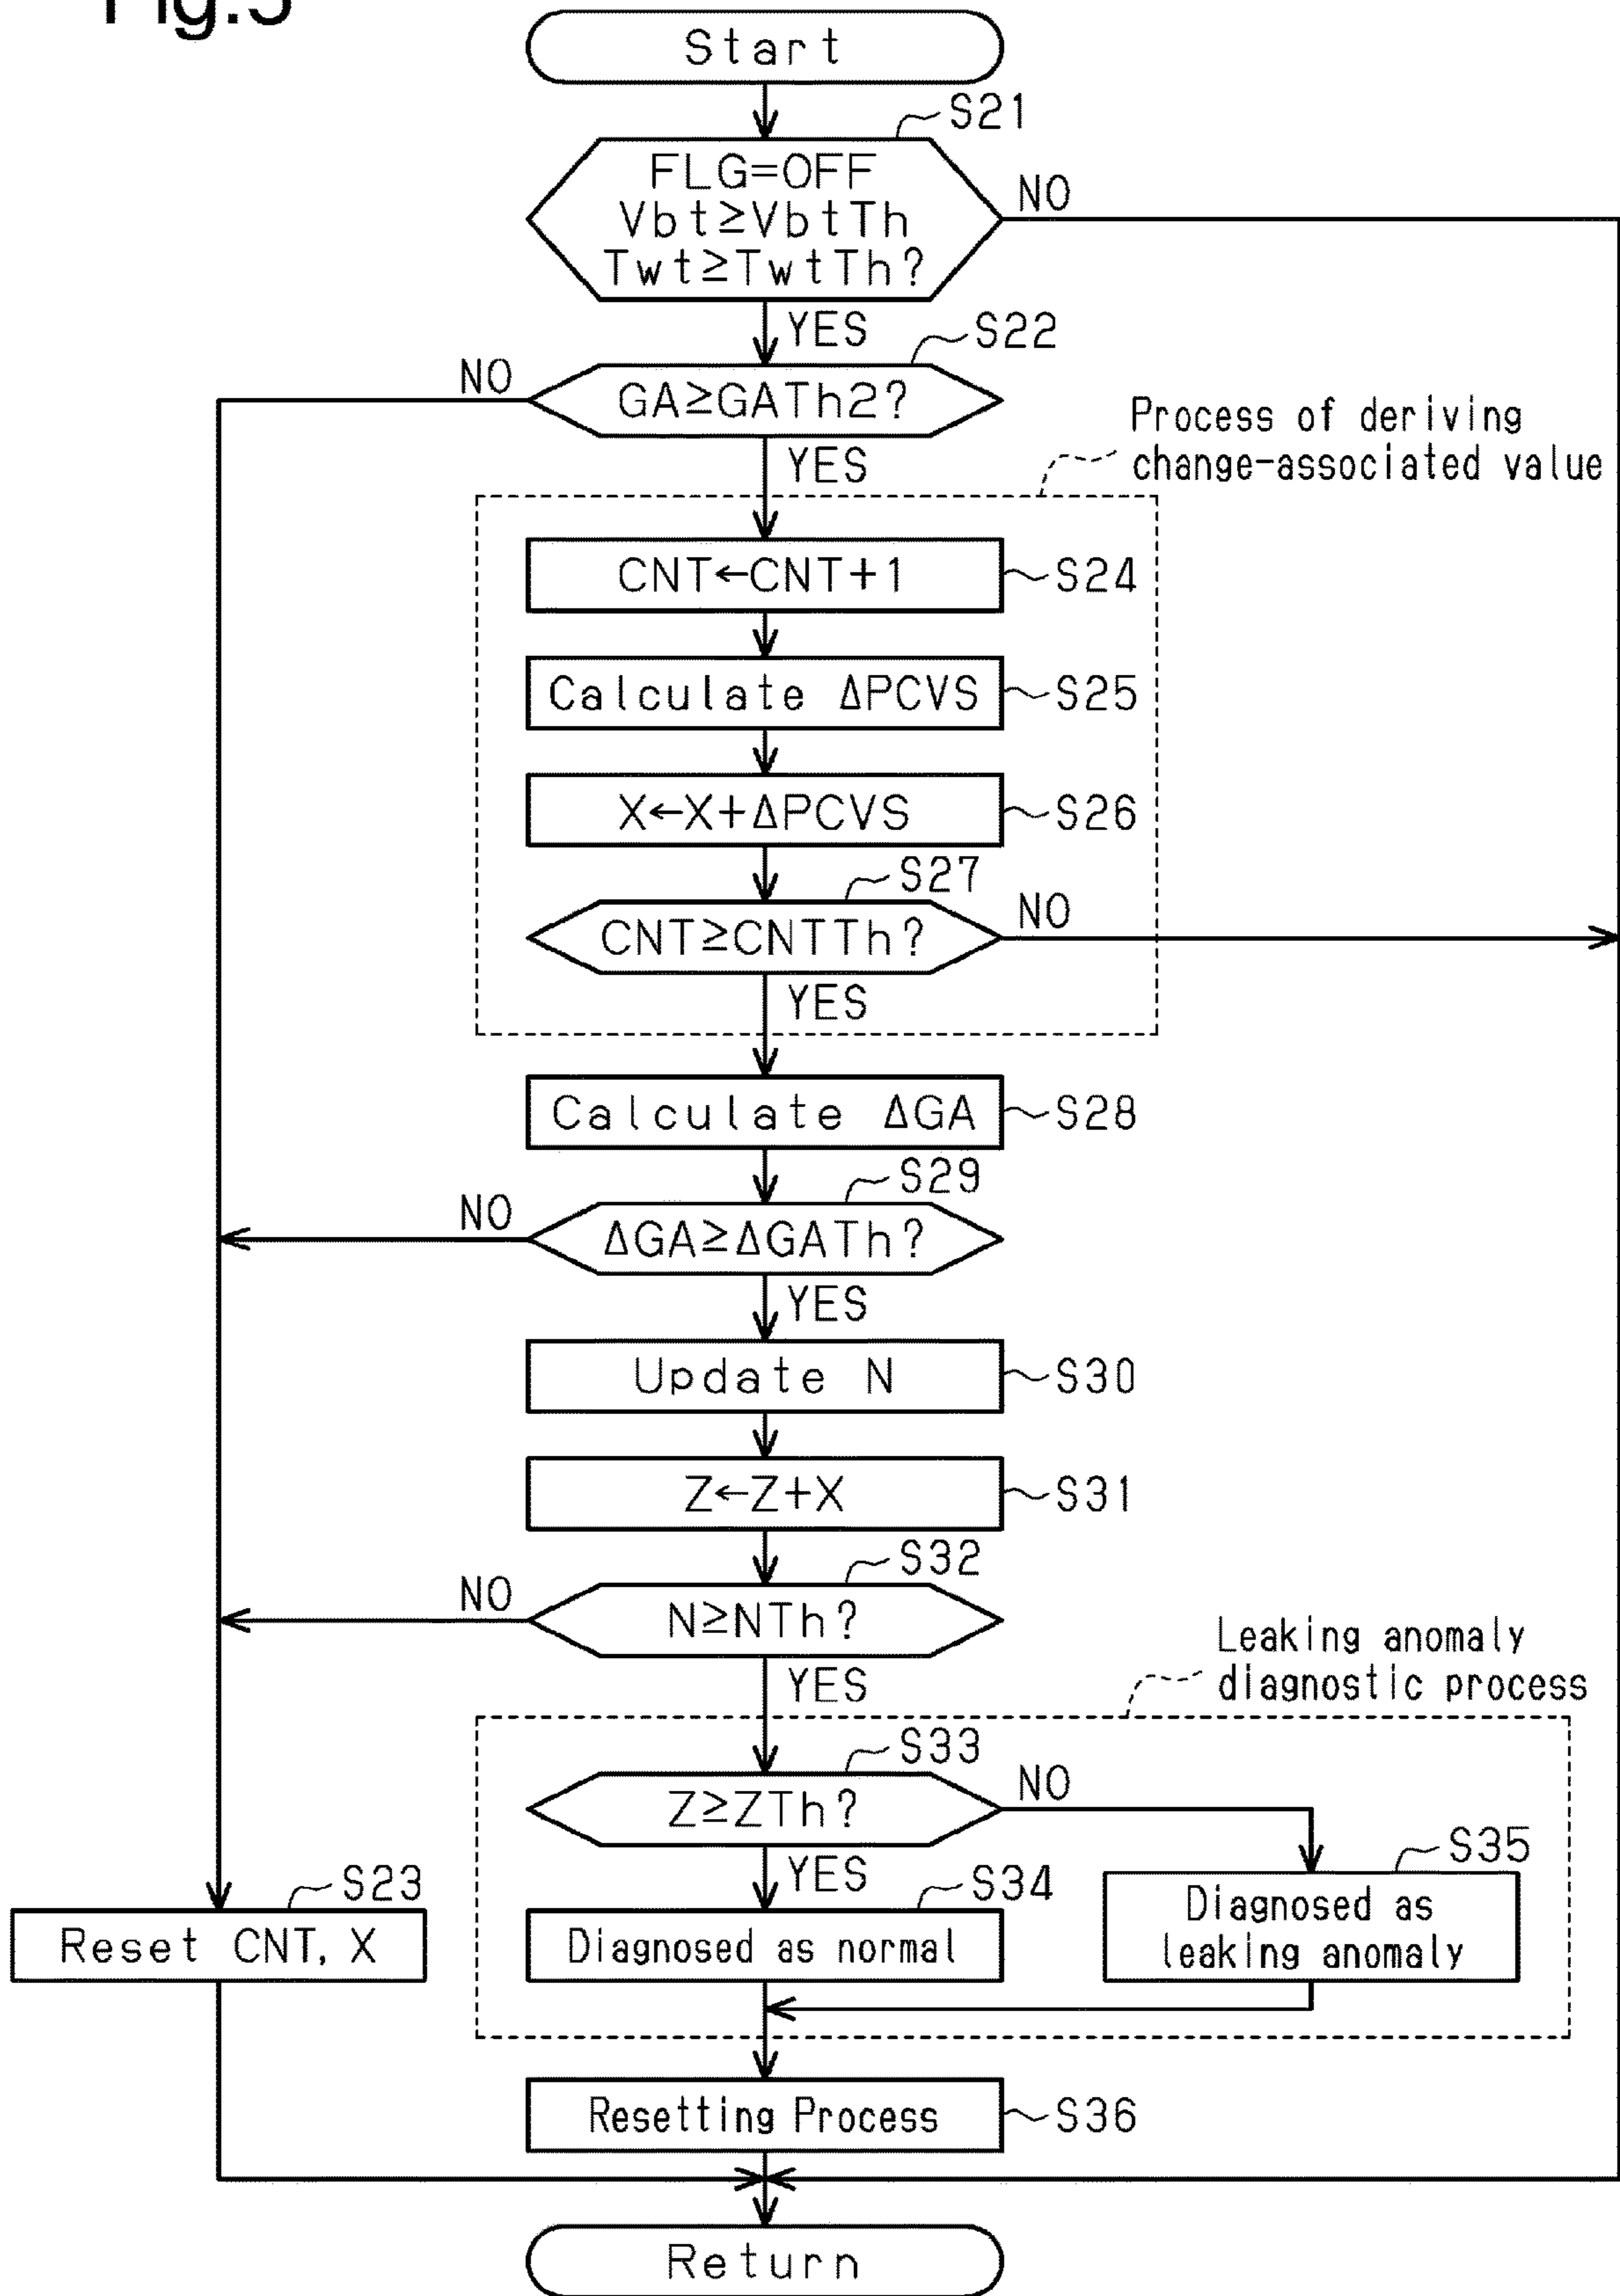 Fig.5
Start
S21
FLG=OFF
Vbt≥VbtTh
Twt≥TwtTh?
NO
YES
S22
NO
GA≥GATh2?
YES
Process of deriving
change-associated value
CNT←CNT+1
S24
Calculate ΔPCVS
S25
X←X+ΔPCVS
S26
S27
CNT≥CNTTh?
NO
YES
Calculate ΔGA
S28
S29
NO
ΔGA≥ΔGATh?
YES
Update N
S30
Z←Z+X
S31
S32
NO
N≥NTh?
YES
Leaking anomaly
diagnostic process
S33
Z≥ZTh?
NO
YES
S23
Reset CNT, X
S34
Diagnosed as normal
S35
Diagnosed as
leaking anomaly
Resetting Process
S36
Return